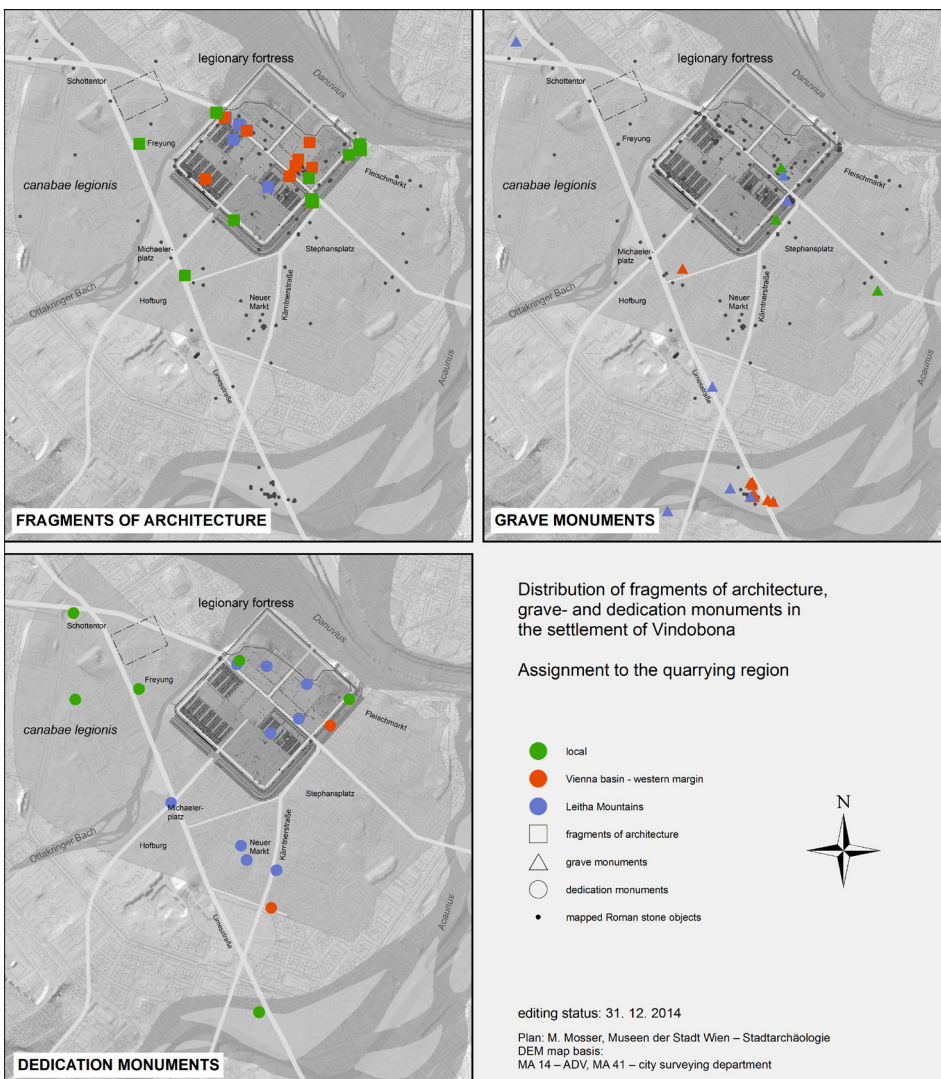 legionary fortress
Danuvius
Schottentor
Freyung
canabae legionis
Fleischmarkt
Stephansplatz
Michaeler-
platz
Ottakringer Bach
Hofburg
Neuer
Markt
Kärntnerstraße
Limesstraße
Acaunus
FRAGMENTS OF ARCHITECTURE
legionary fortress
Danuvius
Schottentor
Freyung
canabae legionis
Fleischmarkt
Stephansplatz
Michaeler-
platz
Ottakringer Bach
Hofburg
Neuer
Markt
Kärntnerstraße
Limesstraße
Acaunus
GRAVE MONUMENTS
legionary fortress
Danuvius
Schottentor
Freyung
canabae legionis
Fleischmarkt
Stephansplatz
Michaeler-
platz
Ottakringer Bach
Hofburg
Neuer
Markt
Kärntnerstraße
Limesstraße
Acaunus
DEDICATION MONUMENTS
Distribution of fragments of architecture,
grave- and dedication monuments in
the settlement of Vindobona
Assignment to the quarrying region
local
Vienna basin - western margin
Leitha Mountains
fragments of architecture
grave monuments
dedication monuments
mapped Roman stone objects
N
editing status: 31. 12. 2014
Plan: M. Mosser, Museen der Stadt Wien – Stadtarchäologie
DEM map basis:
MA 14 – ADV, MA 41 – city surveying department